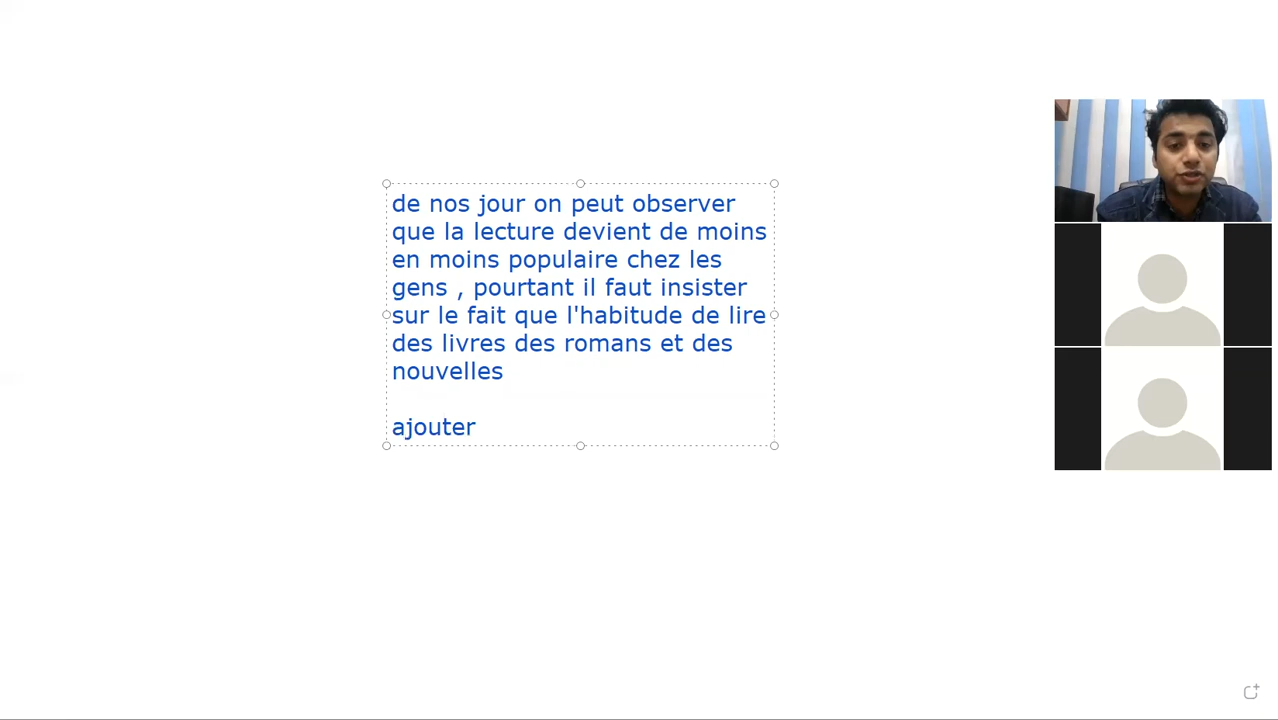 de nos jour on peut observer
que la lecture devient de moins
en moins populaire chez les
gens , pourtant il faut insister
sur le fait que l'habitude de lire
des livres des romans et des
nouvelles
ajouter